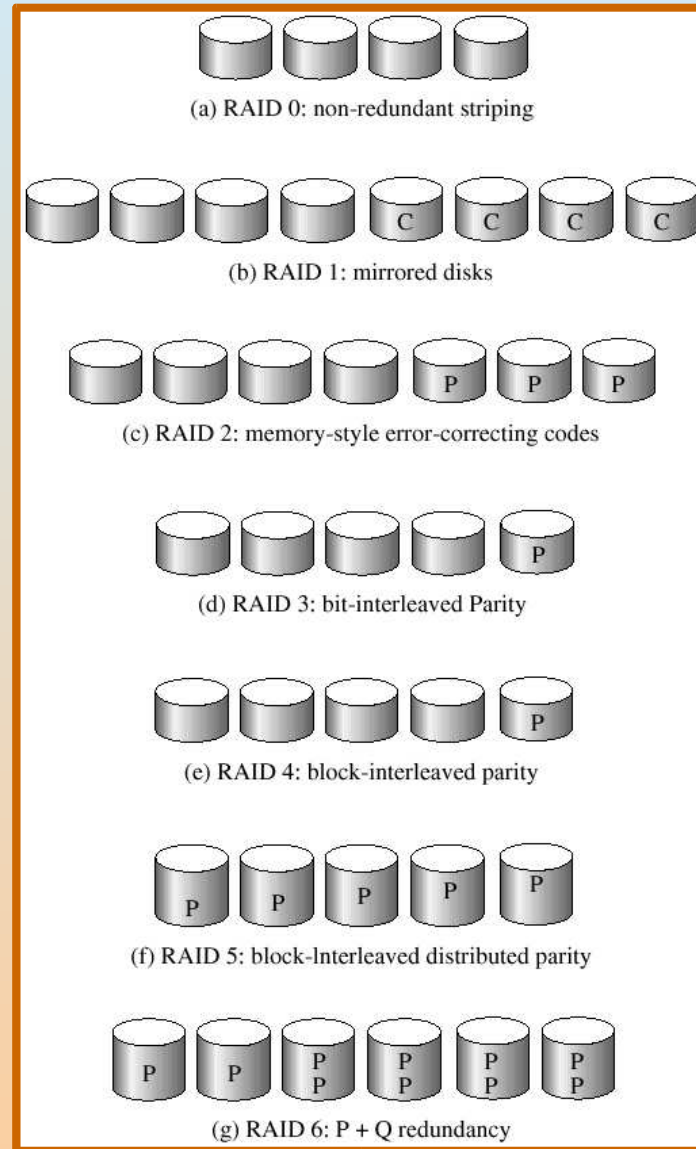 (a) RAID 0: non-redundant striping
C C C C
(b) RAID 1: mirrored disks
P P P
(c) RAID 2: memory-style error-correcting codes
P
(d) RAID 3: bit-interleaved Parity
P
(e) RAID 4: block-interleaved parity
P P P P P
(f) RAID 5: block-Interleaved distributed parity
P P P P P P
P P P P
(g) RAID 6: P + Q redundancy